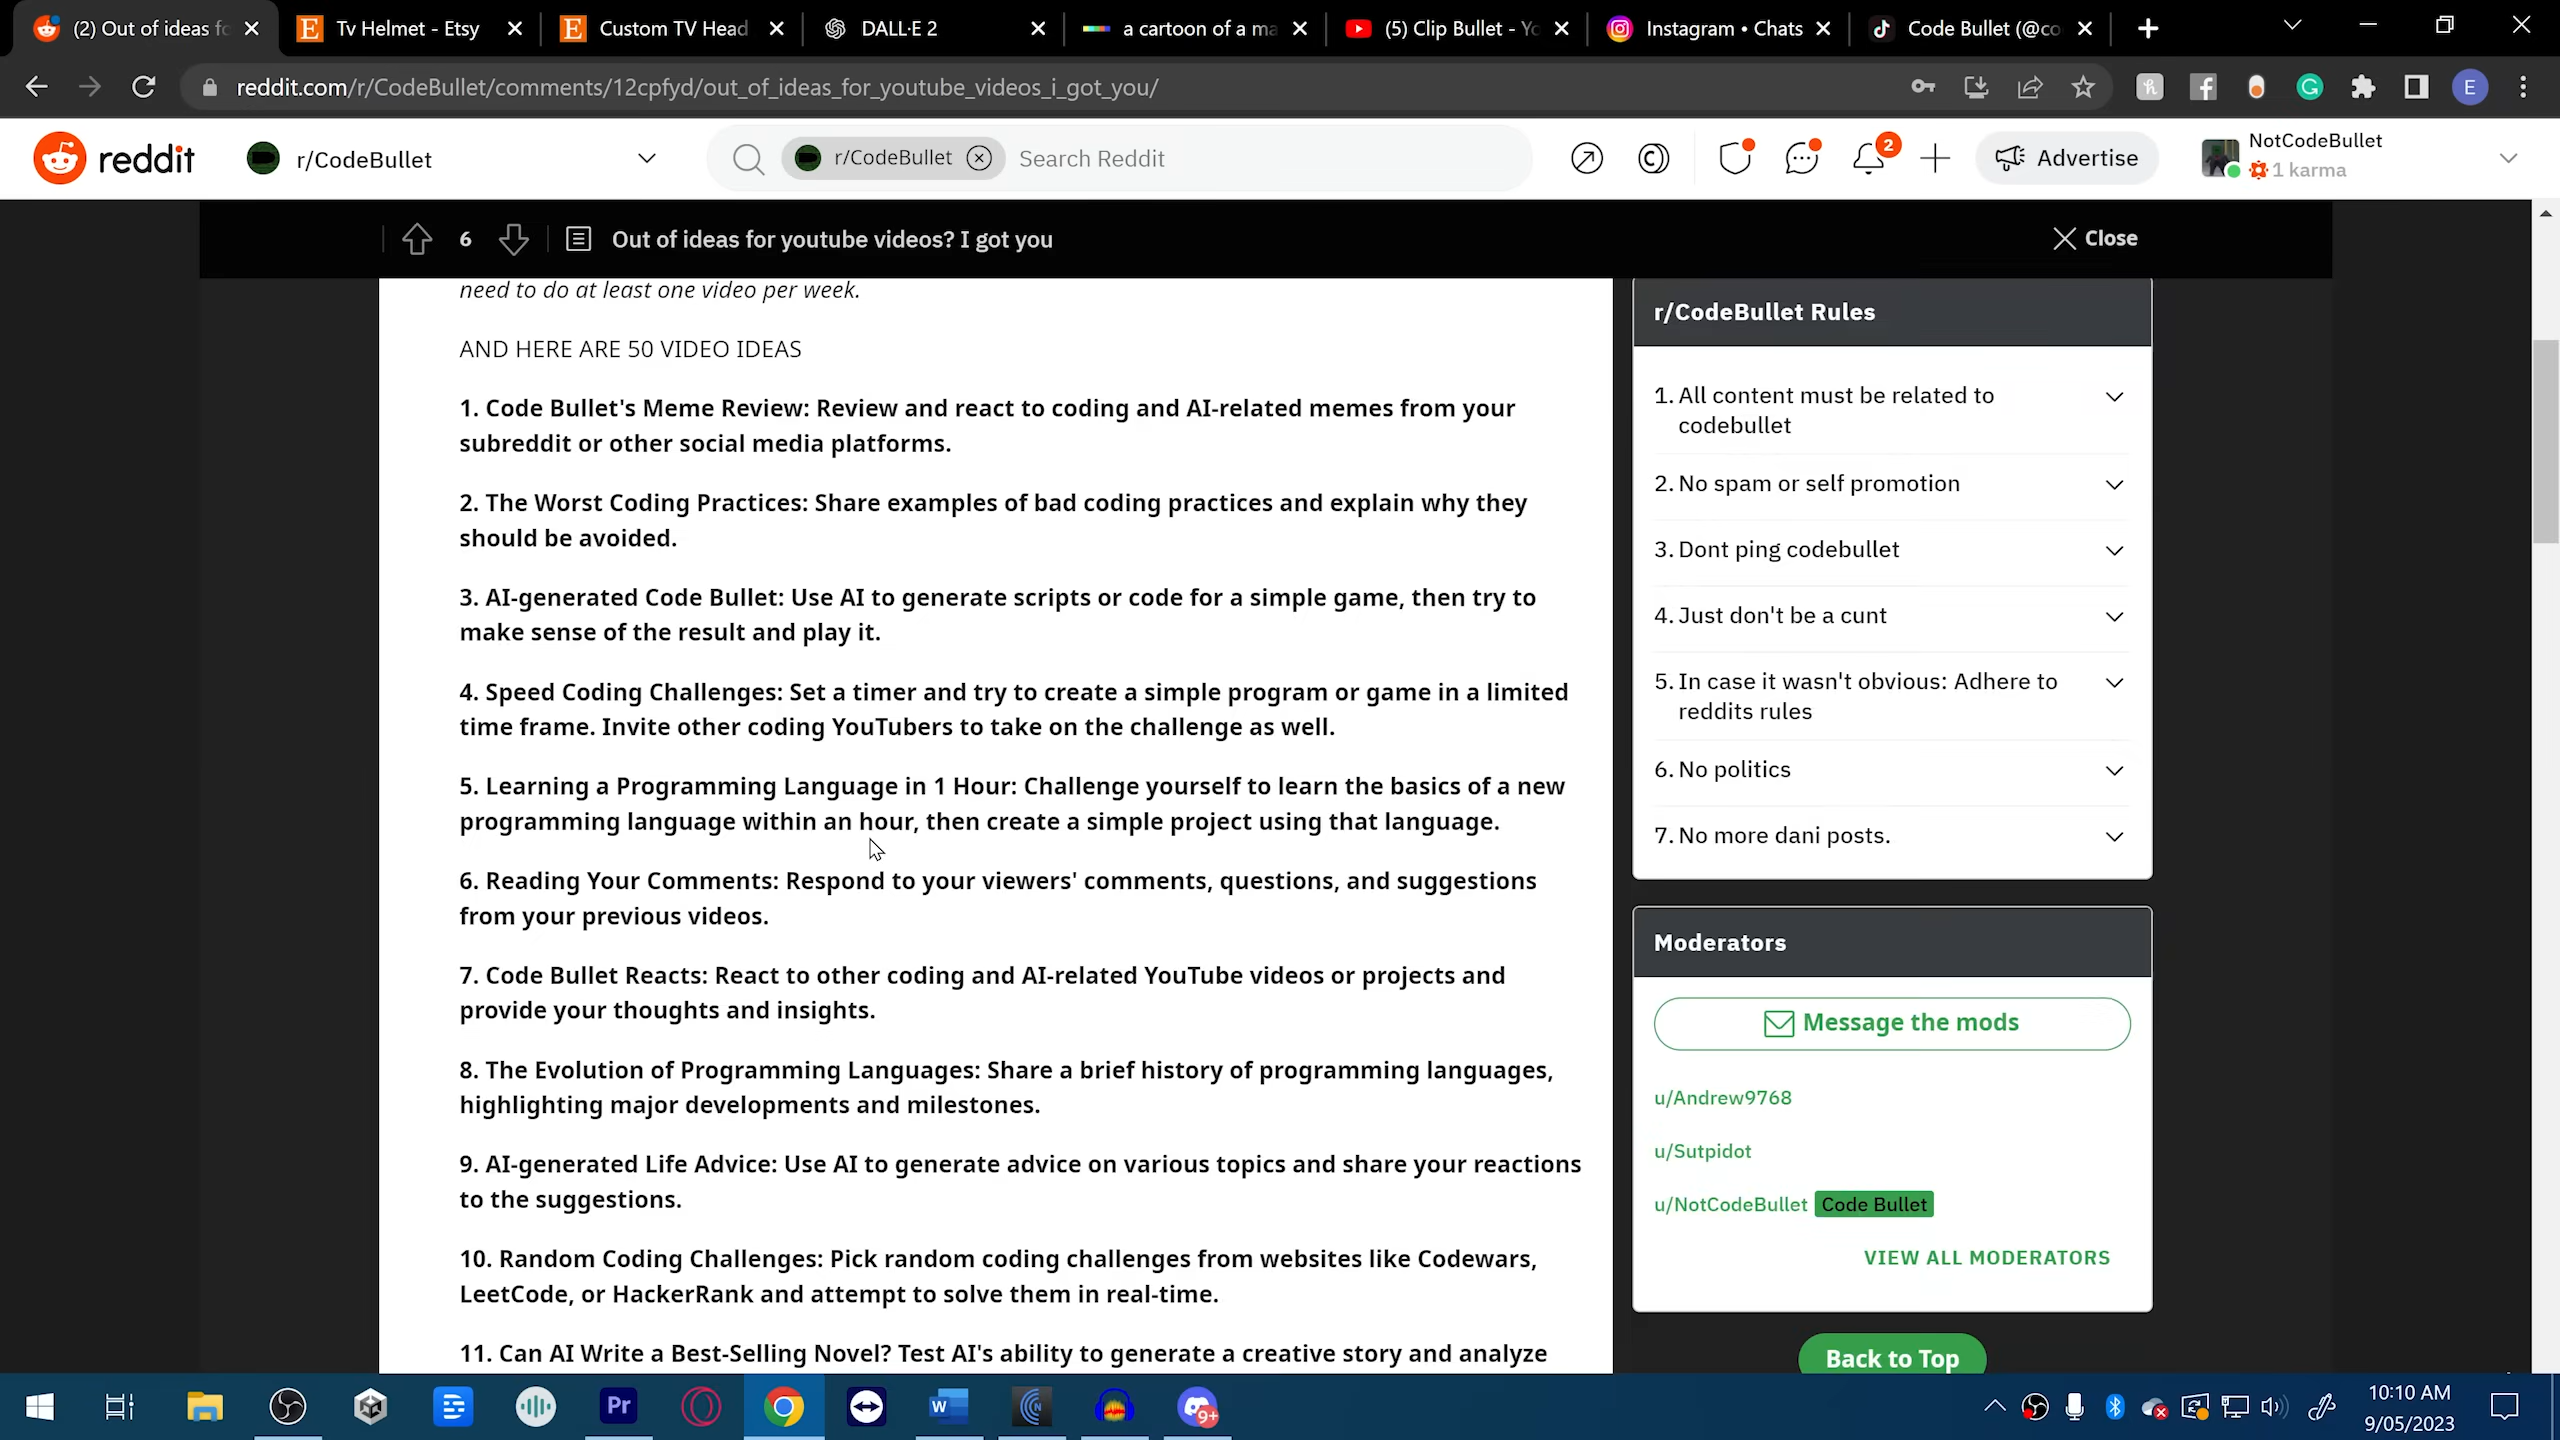 (2) Out of ideas fo
Tv Helmet - Etsy
Custom TV Head
DALL·E 2
a cartoon of a ma
(5) Clip Bullet - Yo
Instagram • Chats
Code Bullet (@co
reddit.com/r/CodeBullet/comments/12cpfyd/out_of_ideas_for_youtube_videos_i_got_you/
E
reddit
r/CodeBullet
r/CodeBullet
Search Reddit
2
Advertise
NotCodeBullet
1 karma
6
Out of ideas for youtube videos? I got you
Close
need to do at least one video per week.
AND HERE ARE 50 VIDEO IDEAS
1. Code Bullet's Meme Review: Review and react to coding and AI-related memes from your
subreddit or other social media platforms.
2. The Worst Coding Practices: Share examples of bad coding practices and explain why they
should be avoided.
3. AI-generated Code Bullet: Use AI to generate scripts or code for a simple game, then try to
make sense of the result and play it.
4. Speed Coding Challenges: Set a timer and try to create a simple program or game in a limited
time frame. Invite other coding YouTubers to take on the challenge as well.
5. Learning a Programming Language in 1 Hour: Challenge yourself to learn the basics of a new
programming language within an hour, then create a simple project using that language.
6. Reading Your Comments: Respond to your viewers' comments, questions, and suggestions
from your previous videos.
7. Code Bullet Reacts: React to other coding and AI-related YouTube videos or projects and
provide your thoughts and insights.
8. The Evolution of Programming Languages: Share a brief history of programming languages,
highlighting major developments and milestones.
9. AI-generated Life Advice: Use AI to generate advice on various topics and share your reactions
to the suggestions.
10. Random Coding Challenges: Pick random coding challenges from websites like Codewars,
LeetCode, or HackerRank and attempt to solve them in real-time.
11. Can AI Write a Best-Selling Novel? Test AI's ability to generate a creative story and analyze
r/CodeBullet Rules
1. All content must be related to
codebullet
2. No spam or self promotion
3. Dont ping codebullet
4. Just don't be a cunt
5. In case it wasn't obvious: Adhere to
reddits rules
6. No politics
7. No more dani posts.
Moderators
Message the mods
u/Andrew9768
u/Sutpidot
u/NotCodeBullet Code Bullet
VIEW ALL MODERATORS
Back to Top
Pr
W
9+
10:10 AM
9/05/2023